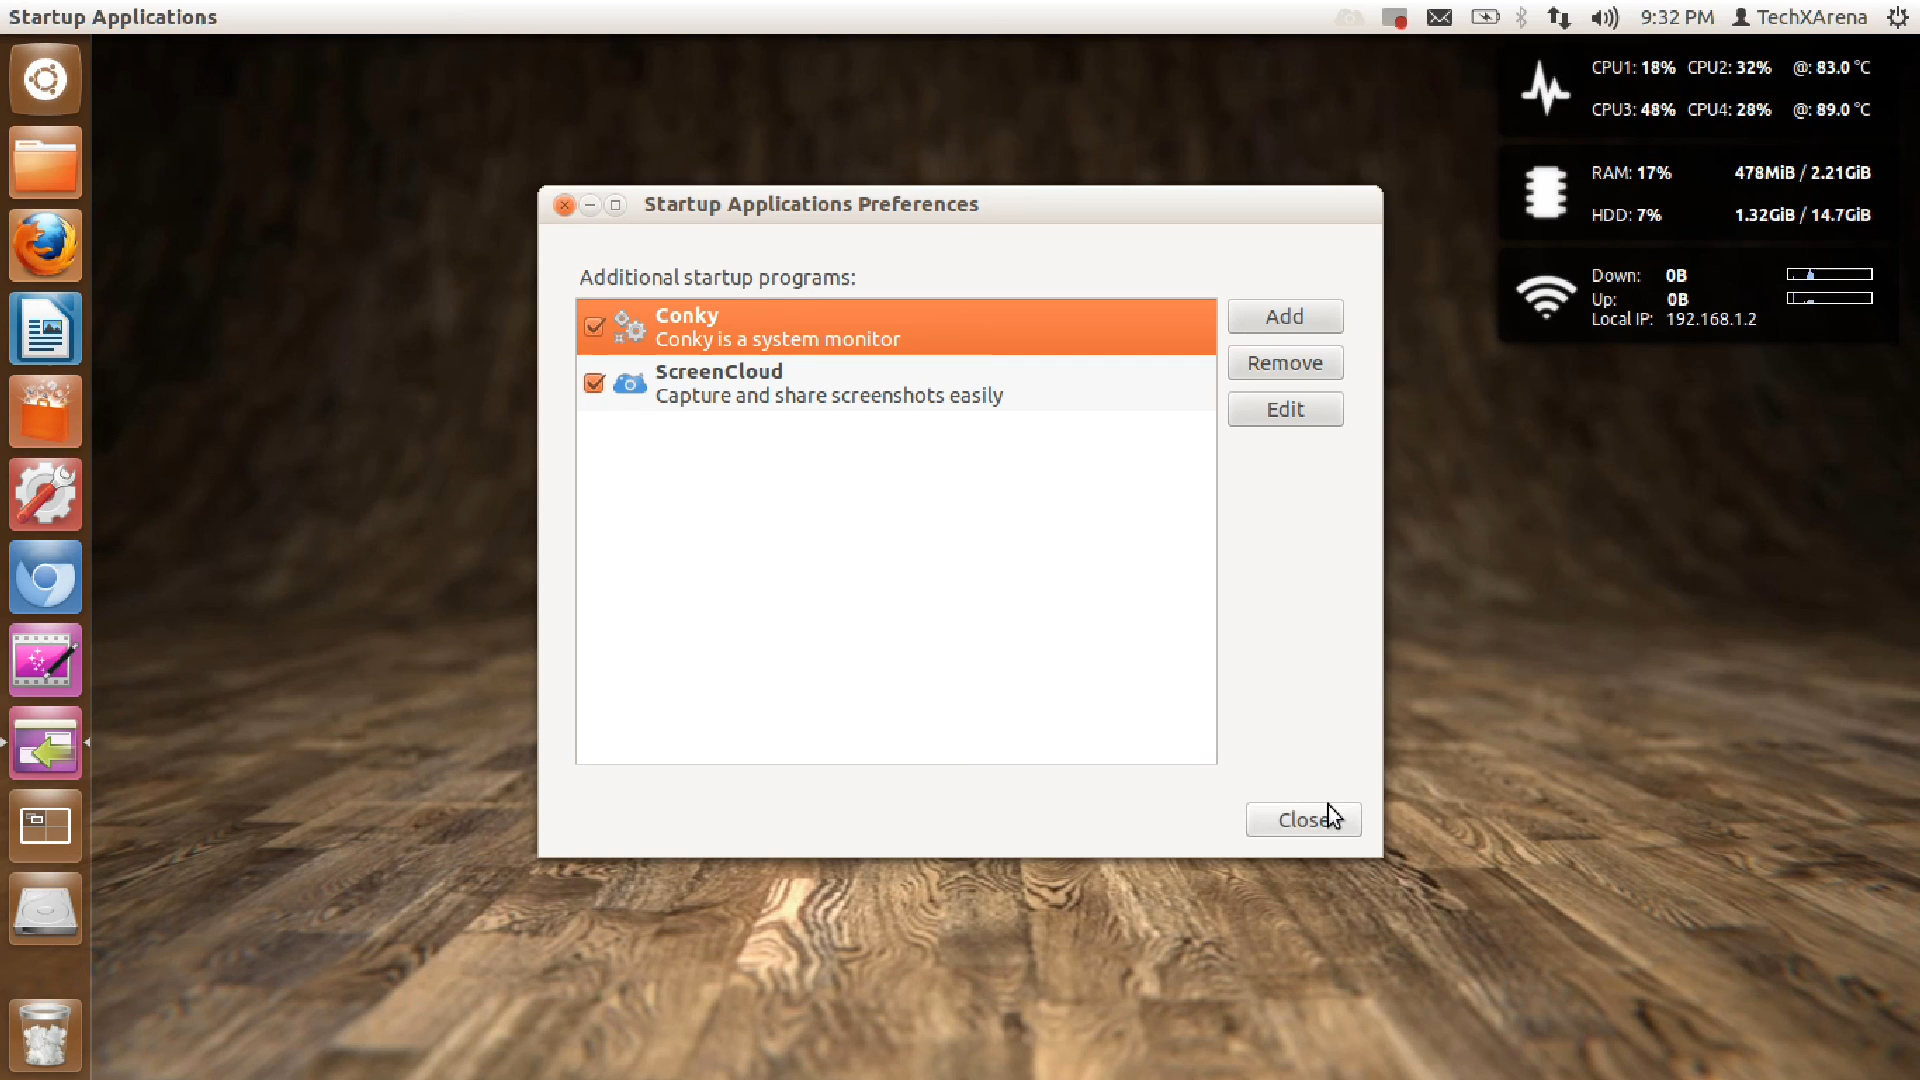 Startup Applications
9:32 PM TechXArena
CPU1: 18% CPU2: 32% @: 83.0 °C
CPU3: 48% CPU4: 28% @: 89.0 °C
RAM: 17% 478MiB / 2.21GiB
HDD: 7% 1.32GiB / 14.7GiB
Down: 0B
Up: 0B
Local IP: 192.168.1.2
Startup Applications Preferences
Additional startup programs:
Conky
Conky is a system monitor
ScreenCloud
Capture and share screenshots easily
Add
Remove
Edit
Close